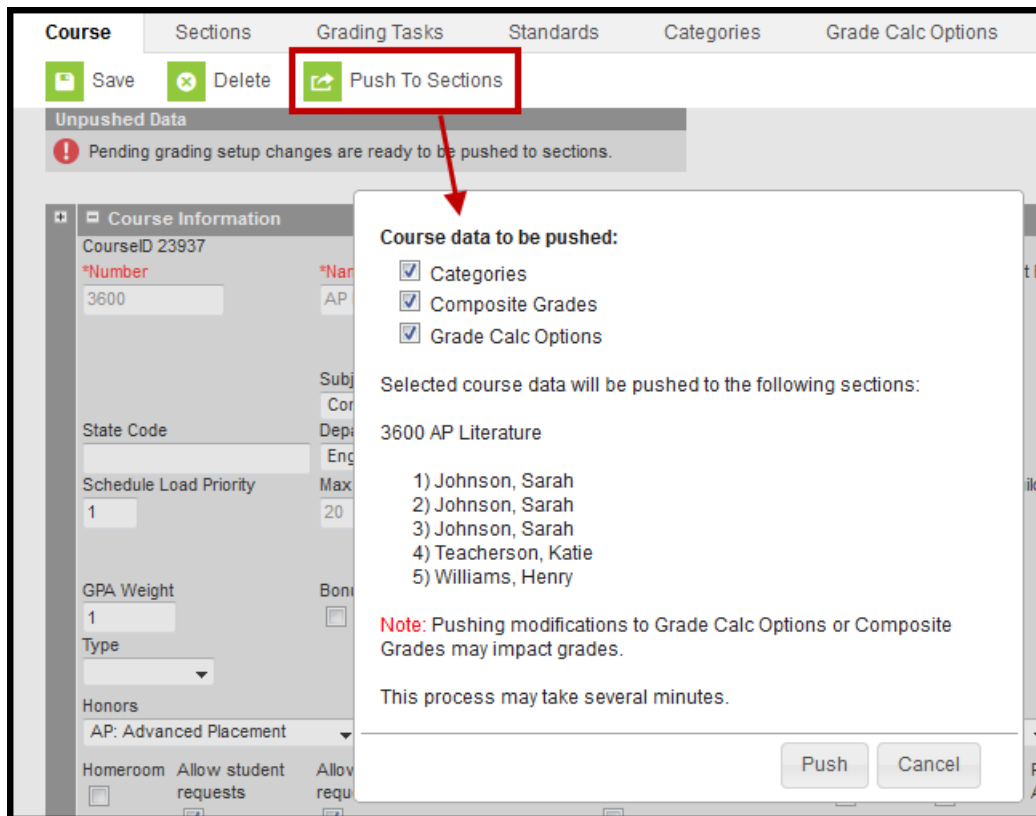 Course Sections Grading Tasks Standards Categories Grade Calc Options
Save Delete Push To Sections
Unpushed Data
Pending grading setup changes are ready to be pushed to sections.
Course Information
CourseID 23937
*Number
3600 AP
State Code
Schedule Load Priority Max
1 20
GPA Weight
1
Type
Honors
AP: Advanced Placement
Homeroom Allow student
requests
Course data to be pushed:
Categories
Composite Grades
Grade Calc Options
Selected course data will be pushed to the following sections:
3600 AP Literature
1) Johnson, Sarah
2) Johnson, Sarah
3) Johnson, Sarah
4) Teacherson, Katie
5) Williams, Henry
Note: Pushing modifications to Grade Calc Options or Composite
Grades may impact grades.
This process may take several minutes.
Push Cancel